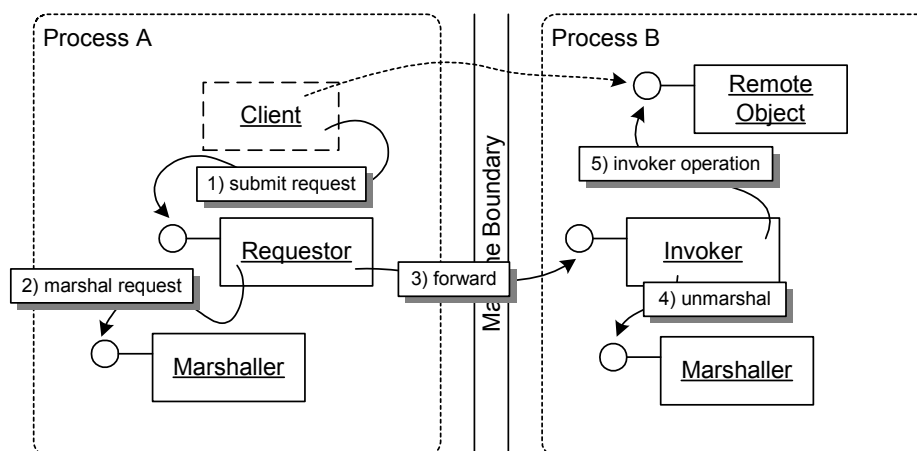 Process A
Process B
Client
Remote
Object
1) submit request
5) invoker operation
Requestor
Invoker
2) marshal request
3) forward
4) unmarshal
Boundary
Marshaller
Marshaller